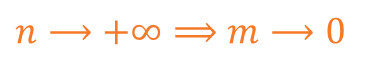 n ⟶ +∞ ⟹ m ⟶ 0